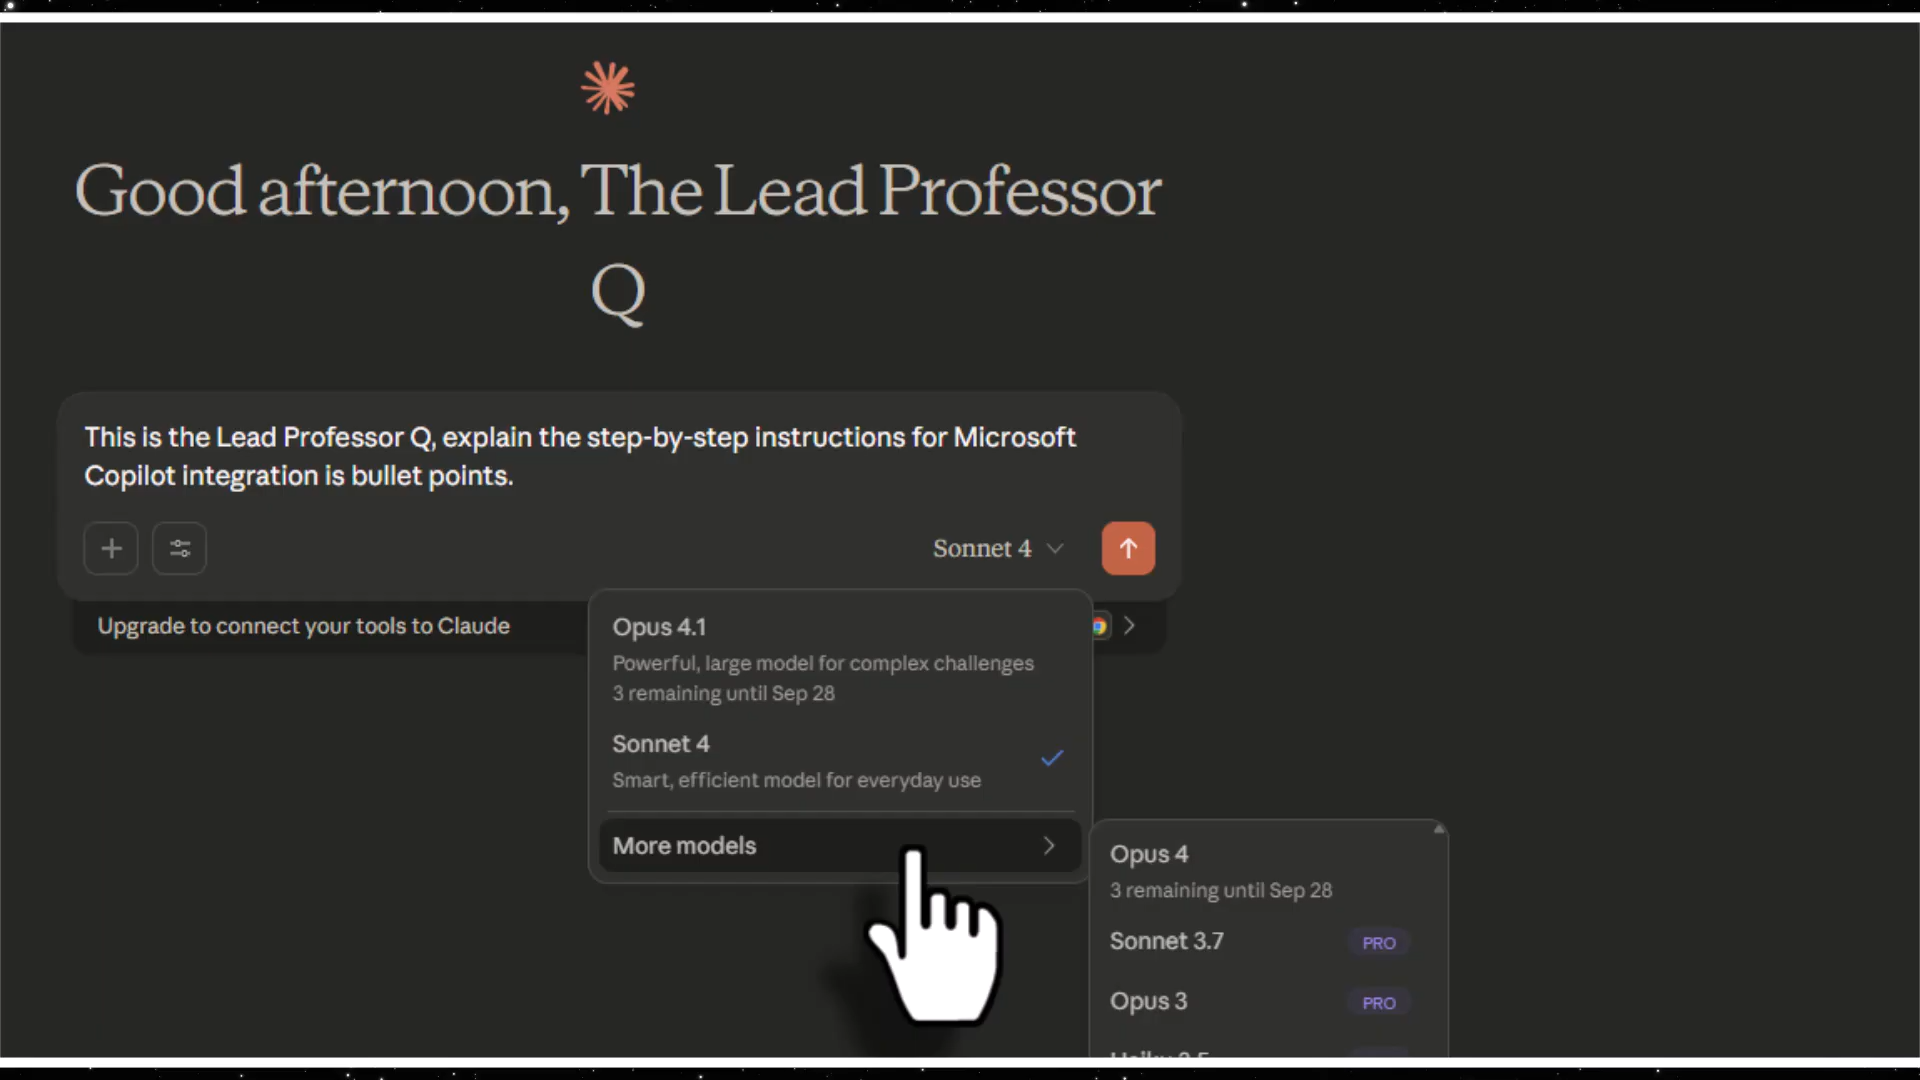 Good afternoon, The Lead Professor
Q
This is the Lead Professor Q, explain the step-by-step instructions for Microsoft
Copilot integration is bullet points.
Sonnet 4
Upgrade to connect your tools to Claude
Opus 4.1
Powerful, large model for complex challenges
3 remaining until Sep 28
Sonnet 4
Smart, efficient model for everyday use
More models
Opus 4
3 remaining until Sep 28
Sonnet 3.7
PRO
Opus 3
PRO